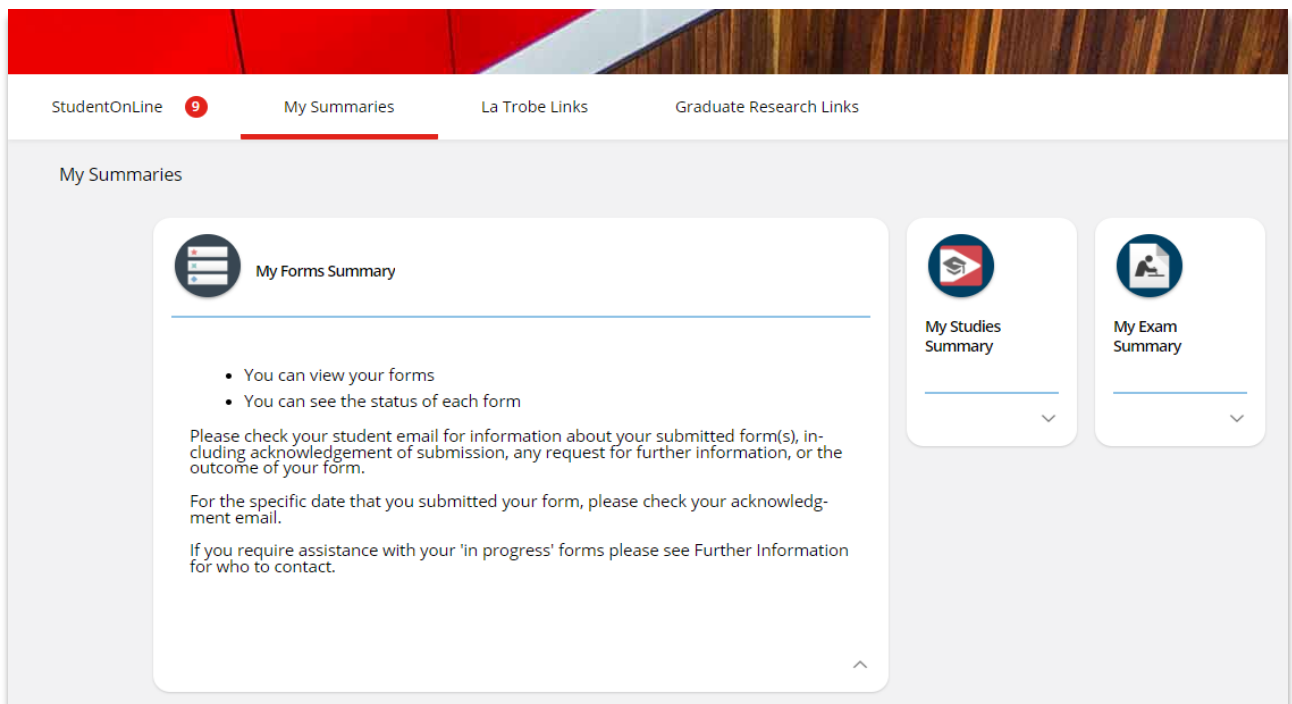 StudentOnLine 9 My Summaries La Trobe Links Graduate Research Links
My Summaries
My Forms Summary
• You can view your forms
• You can see the status of each form
Please check your student email for information about your submitted form(s), in-
cluding acknowledgement of submission, any request for further information, or the
outcome of your form.
For the specific date that you submitted your form, please check your acknowledg-
ment email.
If you require assistance with your 'in progress' forms please see Further Information
for who to contact.
My Studies
Summary
My Exam
Summary